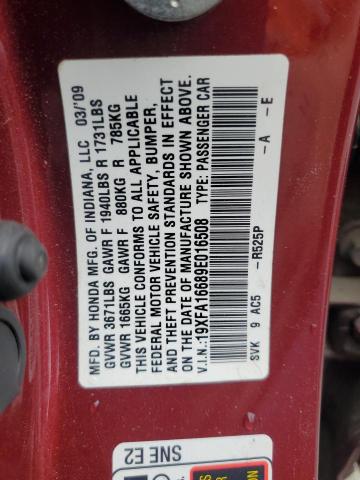 MFD. BY HONDA MFG. OF INDIANA, LLC 03/'09
GVWR 3671LBS GAWR F 1940LBS R 1731LBS
GVWR 1665KG GAWR F 880KG R 785KG
THIS VEHICLE CONFORMS TO ALL APPLICABLE
FEDERAL MOTOR VEHICLE SAFETY, BUMPER,
AND THEFT PREVENTION STANDARDS IN EFFECT
ON THE DATE OF MANUFACTURE SHOWN ABOVE.
V.I.N.:19XFA16689E016508 TYPE: PASSENGER CAR
SVK 9 AC5 -R525P -A -E
SNE E2